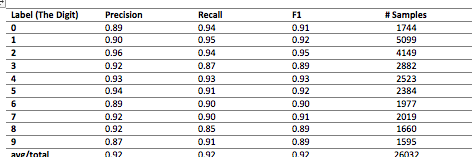 Label (The Digit) Precision Recall F1 # Samples
0 0.89 0.94 0.91 1744
1 0.90 0.95 0.92 5099
2 0.96 0.94 0.95 4149
3 0.92 0.87 0.89 2882
4 0.93 0.93 0.93 2523
5 0.94 0.91 0.92 2384
6 0.89 0.90 0.90 1977
7 0.92 0.90 0.91 2019
8 0.92 0.85 0.89 1660
9 0.87 0.91 0.89 1595
avg/total 0.92 0.92 0.92 26032